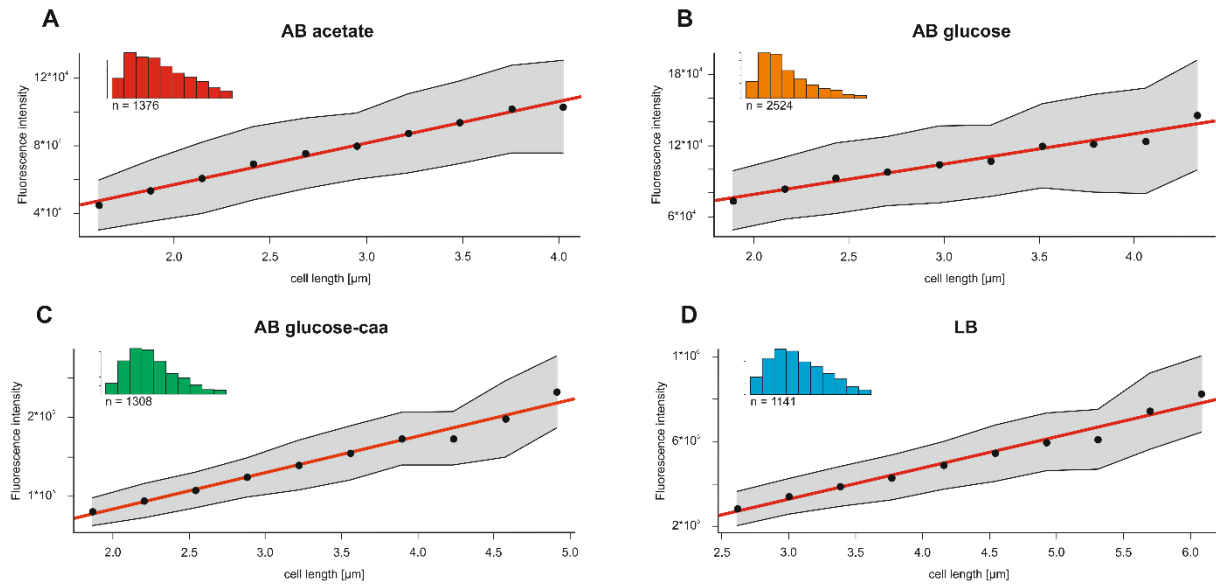 A
AB acetate
Fluorescence intensity
12*10⁴
8*10⁴
4*10⁴
n = 1376
2.0 2.5 3.0 3.5 4.0
cell length [µm]
B
AB glucose
Fluorescence intensity
18*10⁴
12*10⁴
6*10⁴
n = 2524
2.0 2.5 3.0 3.5 4.0
cell length [µm]
C
AB glucose-caa
Fluorescence intensity
2*10⁵
1*10⁵
n = 1308
2.0 2.5 3.0 3.5 4.0 4.5 5.0
cell length [µm]
D
LB
Fluorescence intensity
1*10⁶
6*10⁵
2*10⁵
n = 1141
2.5 3.0 3.5 4.0 4.5 5.0 5.5 6.0
cell length [µm]